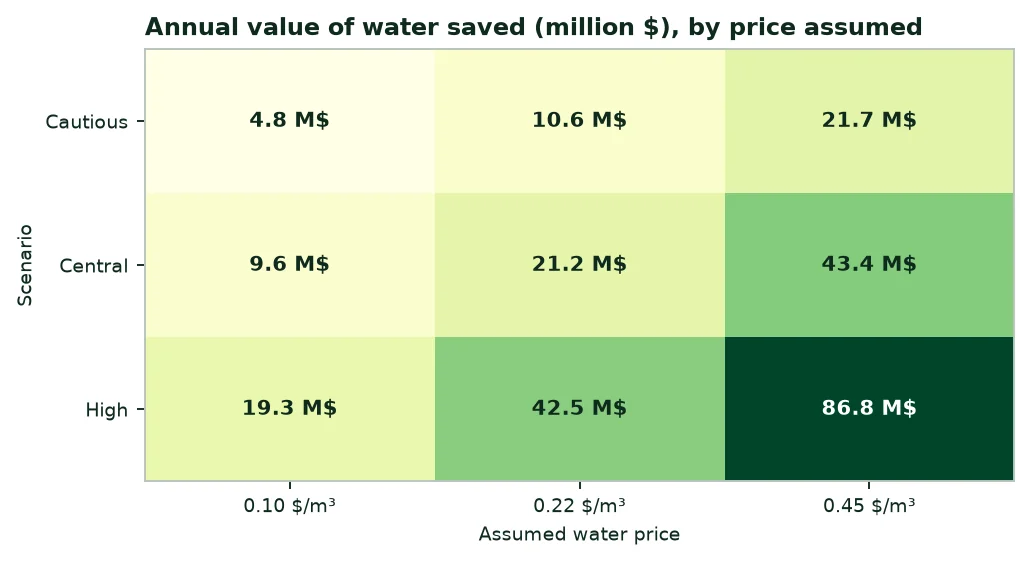 Annual value of water saved (million $), by price assumed
Scenario
Cautious 4.8 M$ 10.6 M$ 21.7 M$
Central 9.6 M$ 21.2 M$ 43.4 M$
High 19.3 M$ 42.5 M$ 86.8 M$
0.10 $/m³ 0.22 $/m³ 0.45 $/m³
Assumed water price